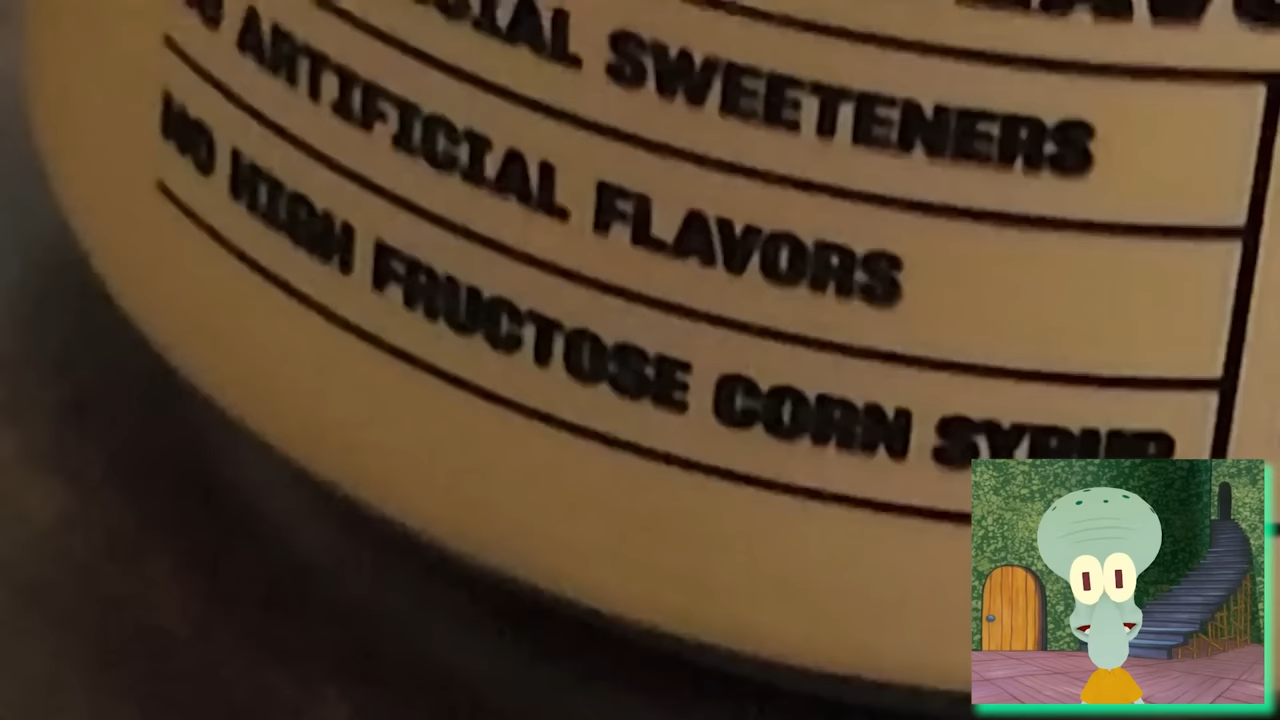 SWEETENERS
ARTIFICIAL FLAVORS
NO HIGH FRUCTOSE CORN SYRUP